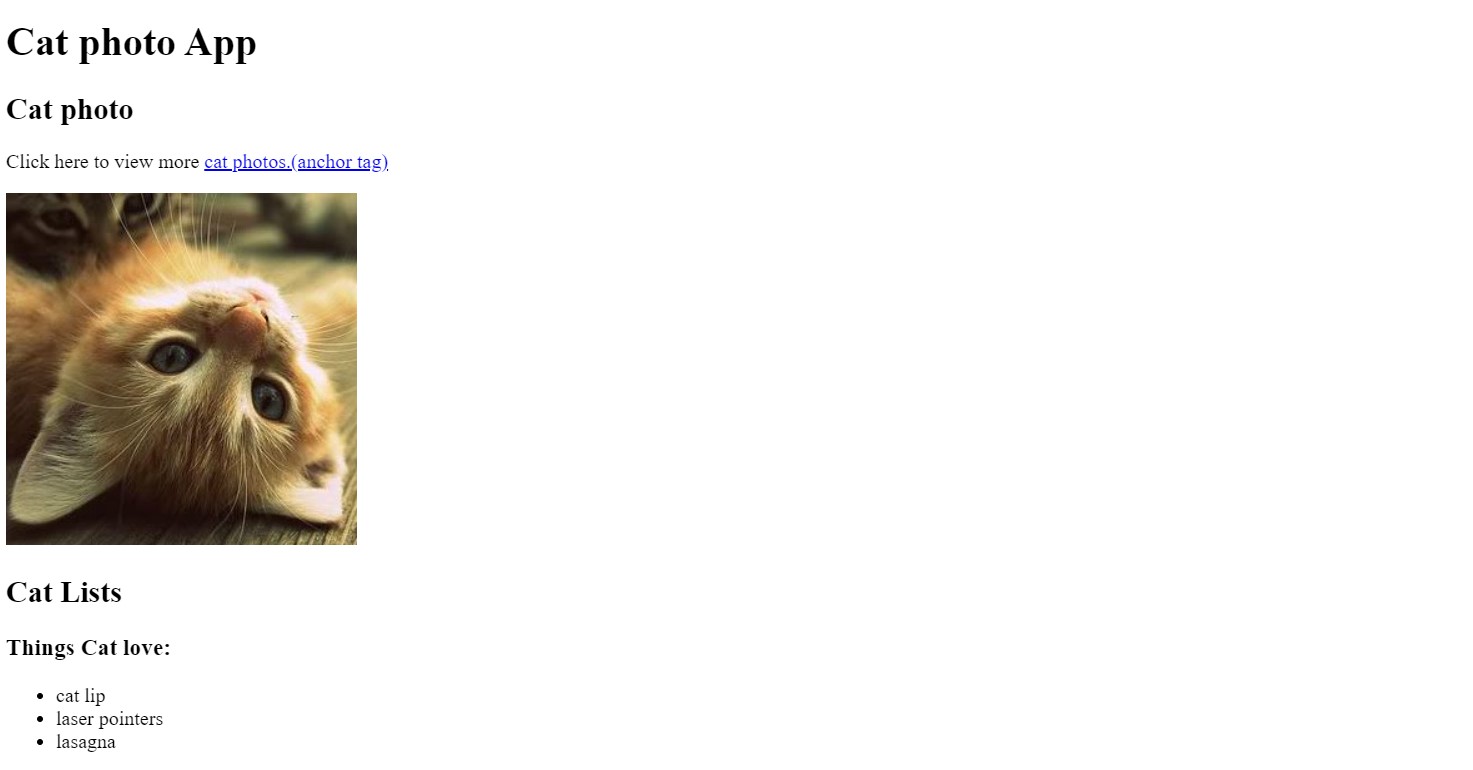 Cat photo App
Cat photo
Click here to view more cat photos.(anchor tag)
Cat Lists
Things Cat love:
cat lip
laser pointers
lasagna